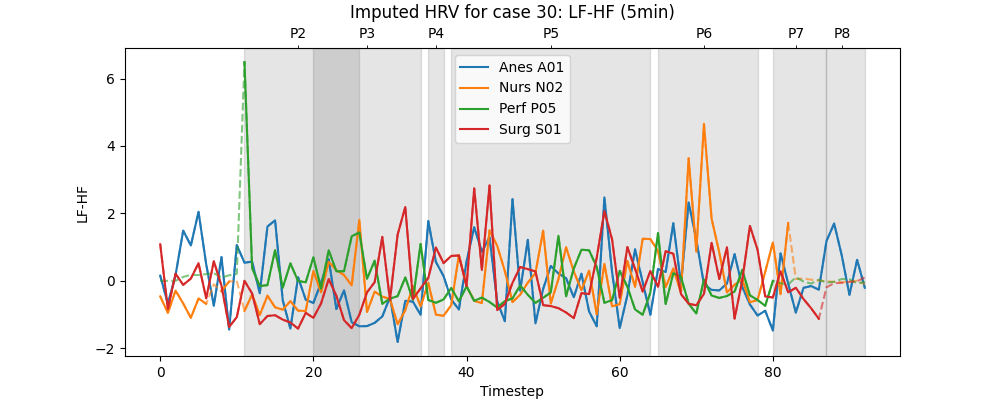 Imputed HRV for case 30: LF-HF (5min)
P2 P3 P5 P4 P6 P7 P8
Anes A01
Nurs N02
Perf P05
Surg S01
LF-HF
6
4
2
0
−2
0 20 40 60 80
Timestep